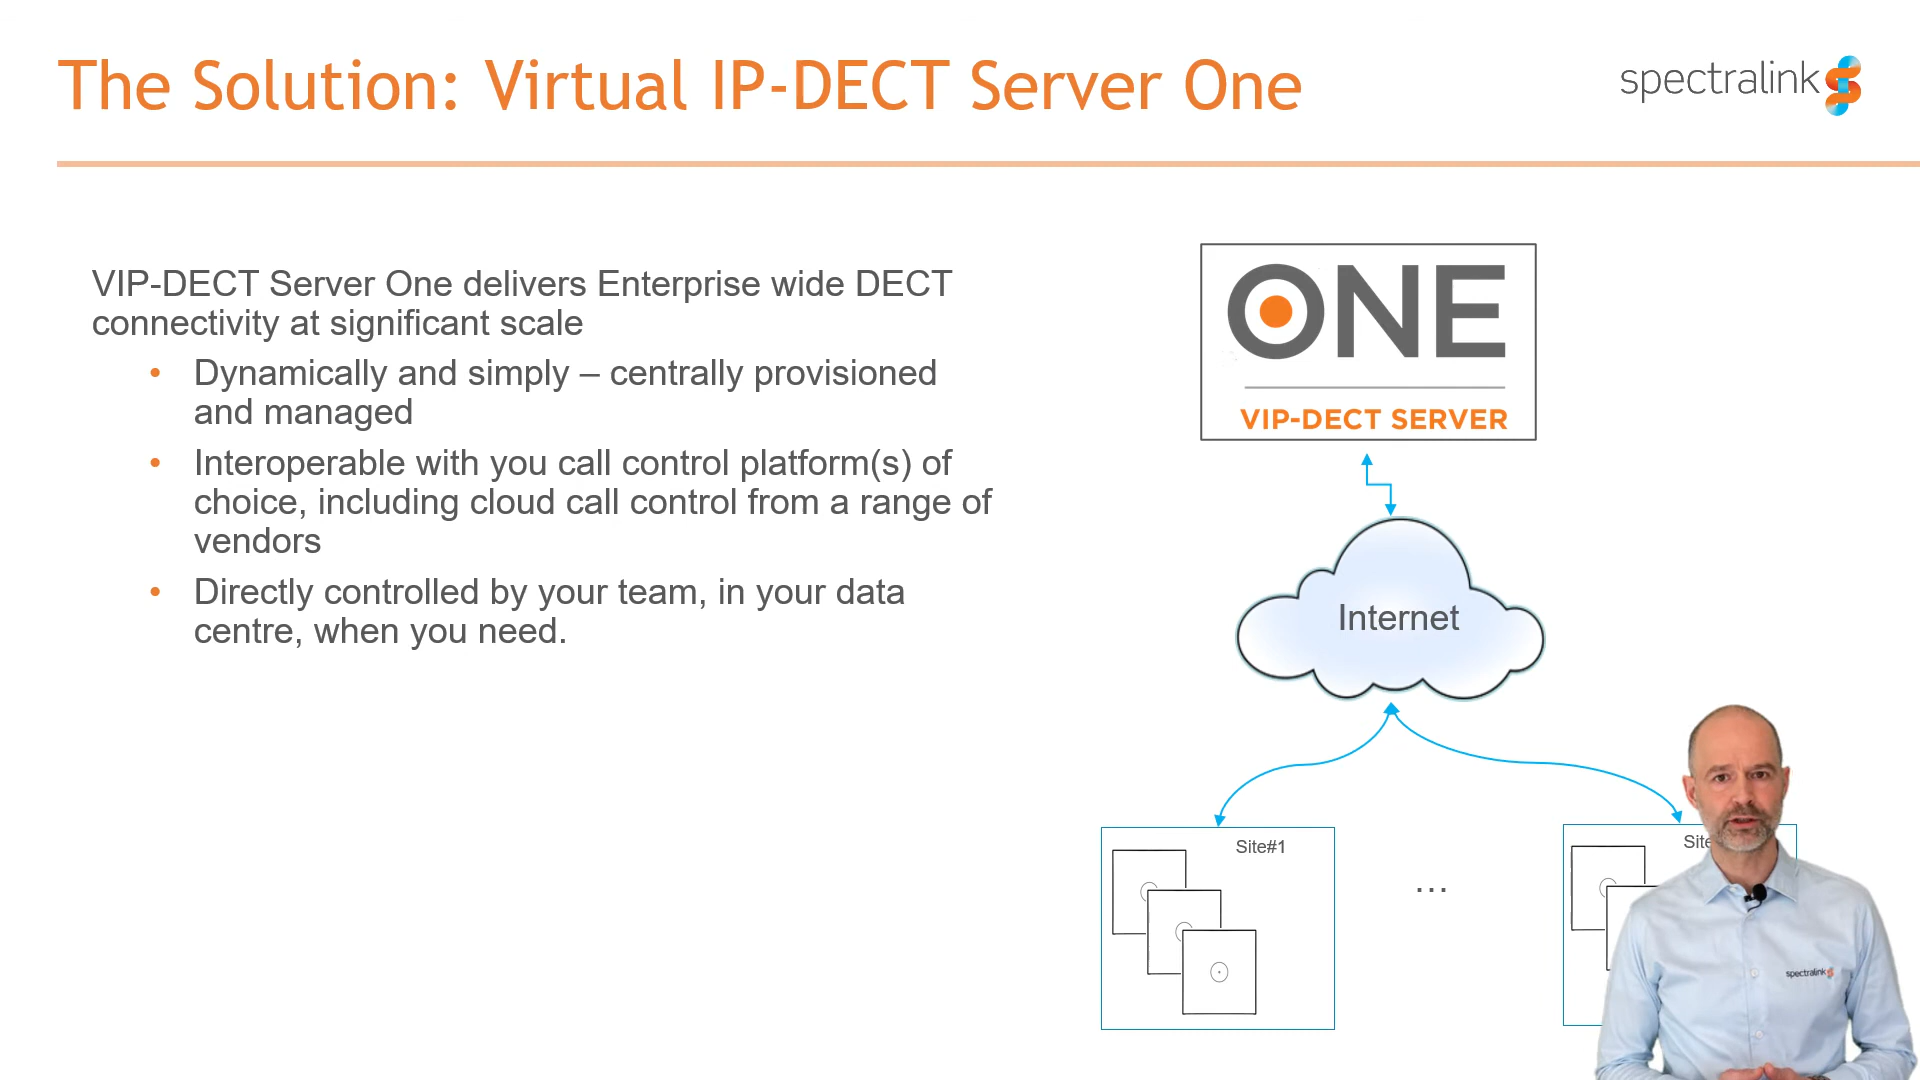 The Solution: Virtual IP-DECT Server One
spectralink
VIP-DECT Server One delivers Enterprise wide DECT
connectivity at significant scale
• Dynamically and simply – centrally provisioned
and managed
• Interoperable with you call control platform(s) of
choice, including cloud call control from a range of
vendors
• Directly controlled by your team, in your data
centre, when you need.
ONE
VIP-DECT SERVER
Internet
Site#1
...
spectralink